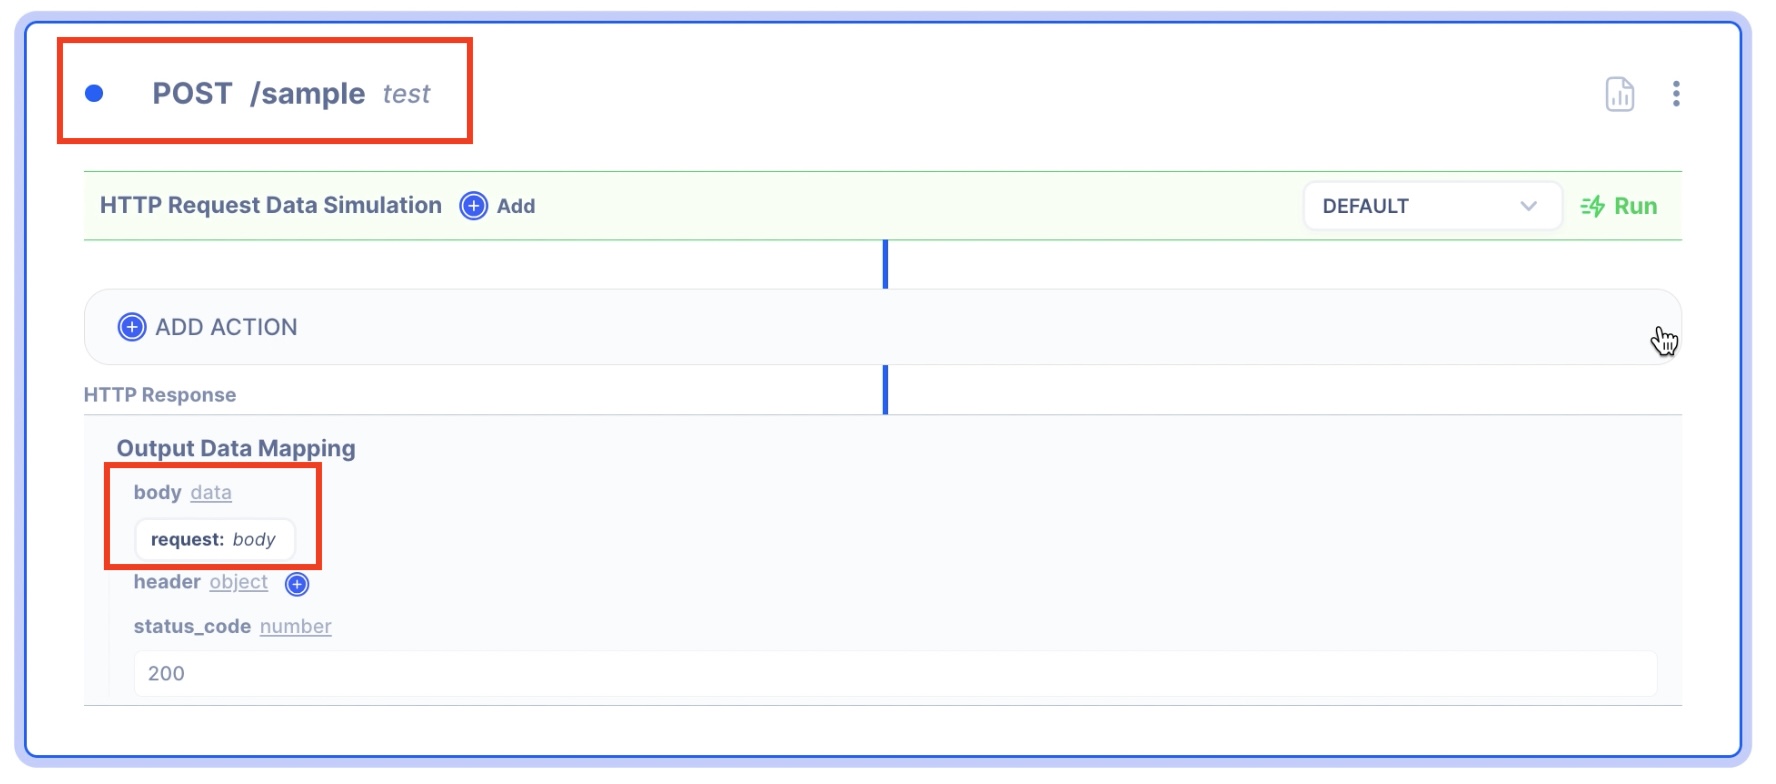 POST /sample test
HTTP Request Data Simulation Add DEFAULT Run
ADD ACTION
HTTP Response
Output Data Mapping
body data
request: body
header object
status_code number
200